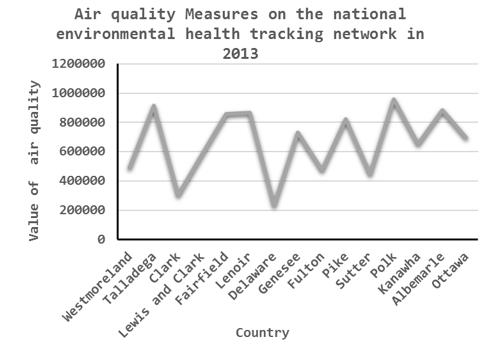 Air quality Measures on the national
environmental health tracking network in
2013
Value of  air quality
1200000
1000000
800000
600000
400000
200000
0
Westmoreland
Talladega
Clark
Lewis and Clark
Fairfield
Lenoir
Delaware
Genesee
Fulton
Pike
Sutter
Polk
Kanawha
Albemarle
Ottawa
Country